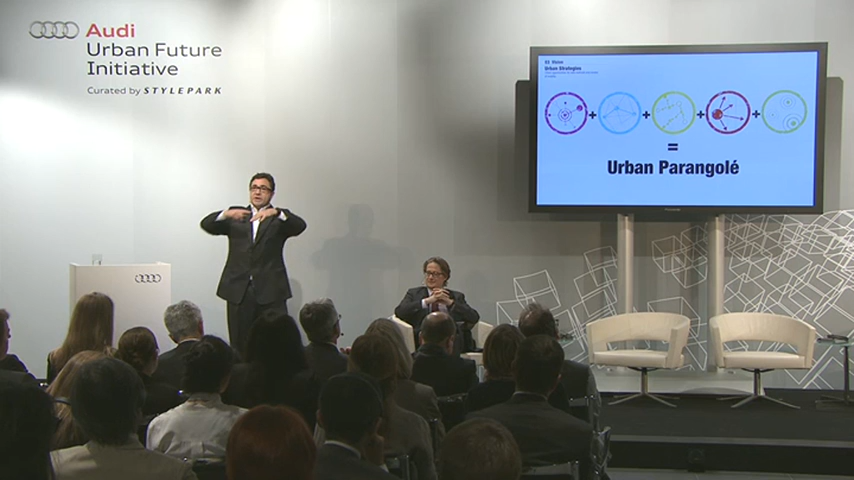 Audi
Urban Future
Initiative
Curated by STYLEPARK
Urban Strategies
+ + + +
=
Urban Parangolé